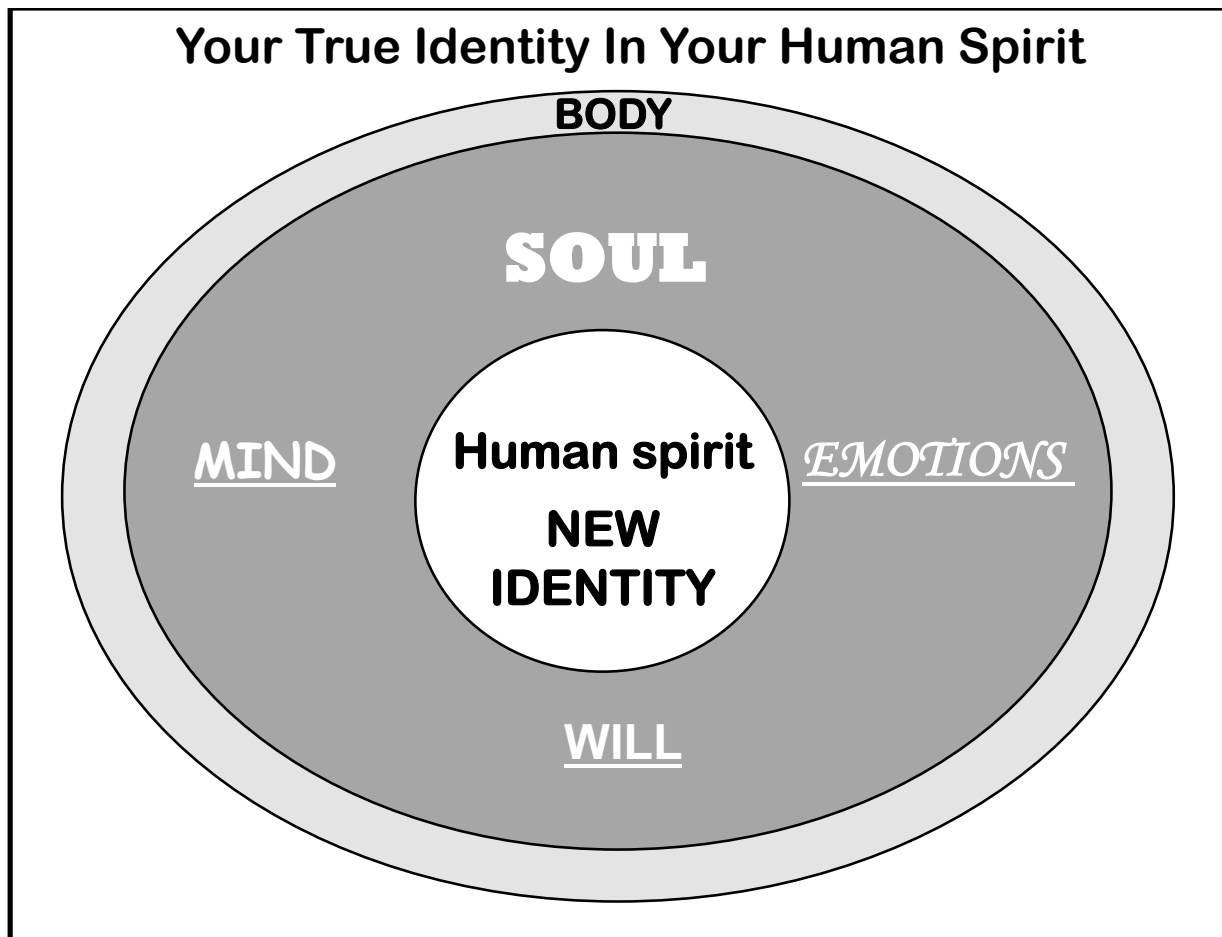 Your True Identity In Your Human Spirit
BODY
SOUL
MIND
Human spirit
EMOTIONS
NEW
IDENTITY
WILL